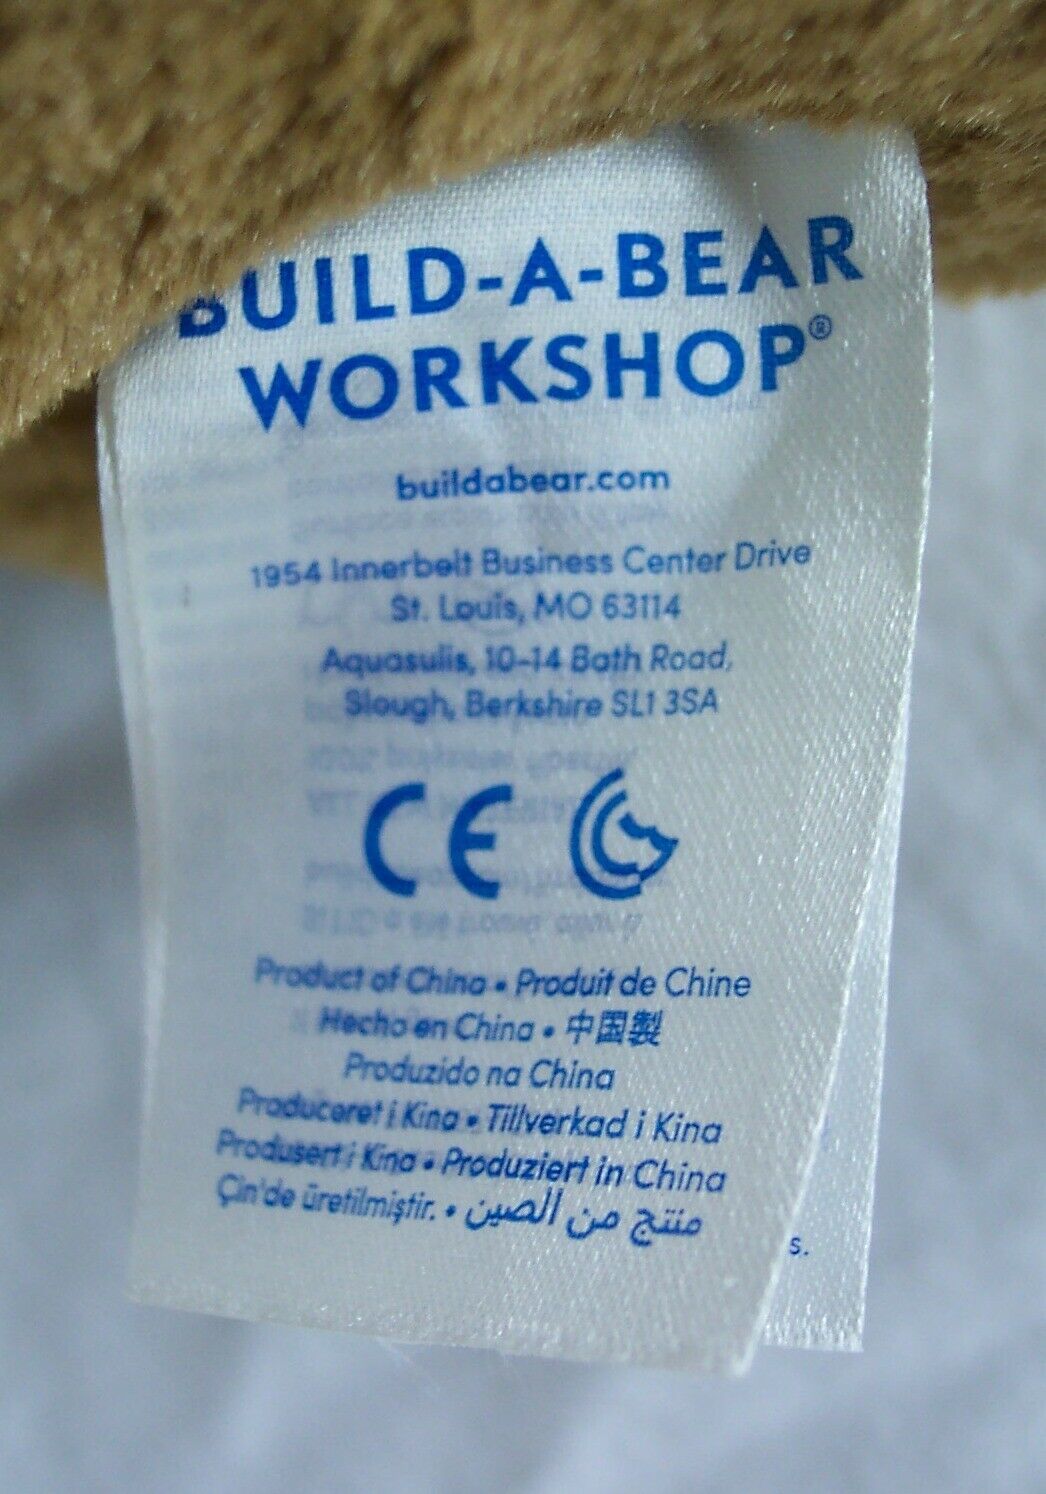 BUILD-A-BEAR
WORKSHOP®
buildabear.com
1954 Innerbelt Business Center Drive
St. Louis, MO 63114
Aquasulis, 10-14 Bath Road,
Slough, Berkshire SL1 3SA
CE
Product of China • Produit de Chine
Hecho en China • 中国製
Produzido na China
Produceret i Kina • Tillverkad i Kina
Produsert i Kina • Produziert in China
Çin'de üretilmiştir. • منتج من الصين
s.